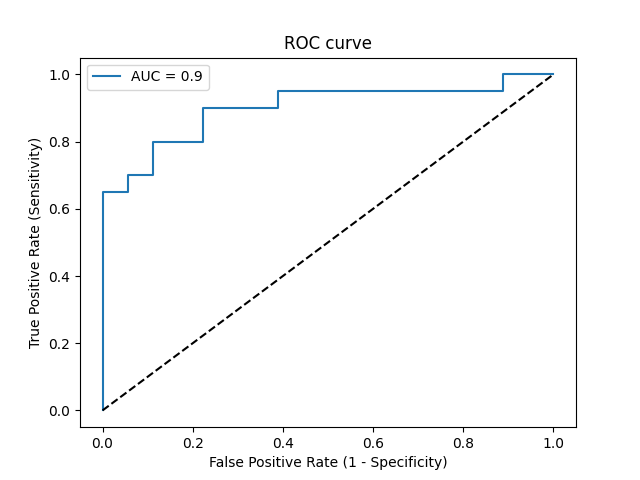 ROC curve
AUC = 0.9
True Positive Rate (Sensitivity)
1.0
0.8
0.6
0.4
0.2
0.0
0.0 0.2 0.4 0.6 0.8 1.0
False Positive Rate (1 - Specificity)